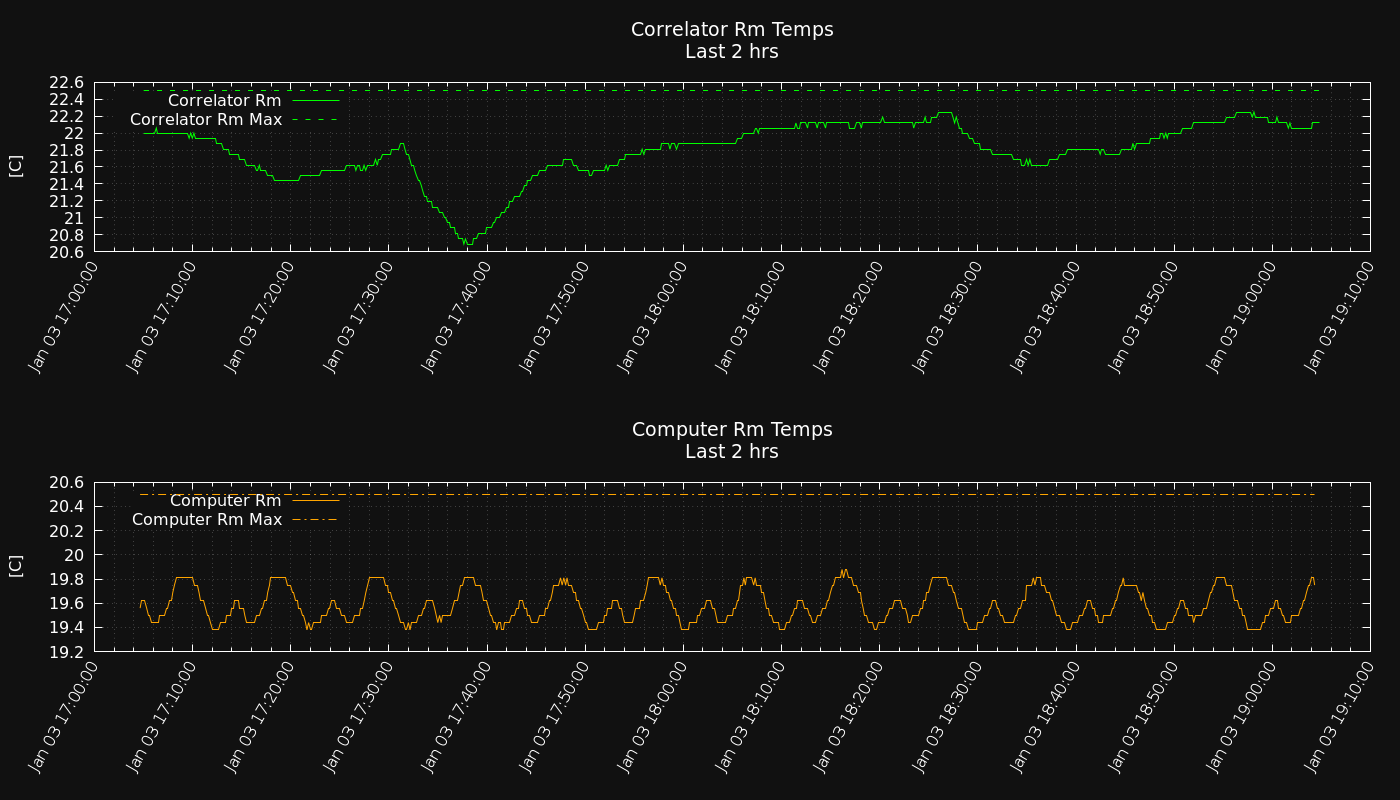 Correlator Rm Temps
Last 2 hrs
22.6
22.4
22.2
22
21.8
21.6
21.4
21.2
21
20.8
20.6
[C]
Correlator Rm
Correlator Rm Max
Jan 03 17:00:00
Jan 03 17:10:00
Jan 03 17:20:00
Jan 03 17:30:00
Jan 03 17:40:00
Jan 03 17:50:00
Jan 03 18:00:00
Jan 03 18:10:00
Jan 03 18:20:00
Jan 03 18:30:00
Jan 03 18:40:00
Jan 03 18:50:00
Jan 03 19:00:00
Jan 03 19:10:00
Computer Rm Temps
Last 2 hrs
20.6
20.4
20.2
20
19.8
19.6
19.4
19.2
[C]
Computer Rm
Computer Rm Max
Jan 03 17:00:00
Jan 03 17:10:00
Jan 03 17:20:00
Jan 03 17:30:00
Jan 03 17:40:00
Jan 03 17:50:00
Jan 03 18:00:00
Jan 03 18:10:00
Jan 03 18:20:00
Jan 03 18:30:00
Jan 03 18:40:00
Jan 03 18:50:00
Jan 03 19:00:00
Jan 03 19:10:00